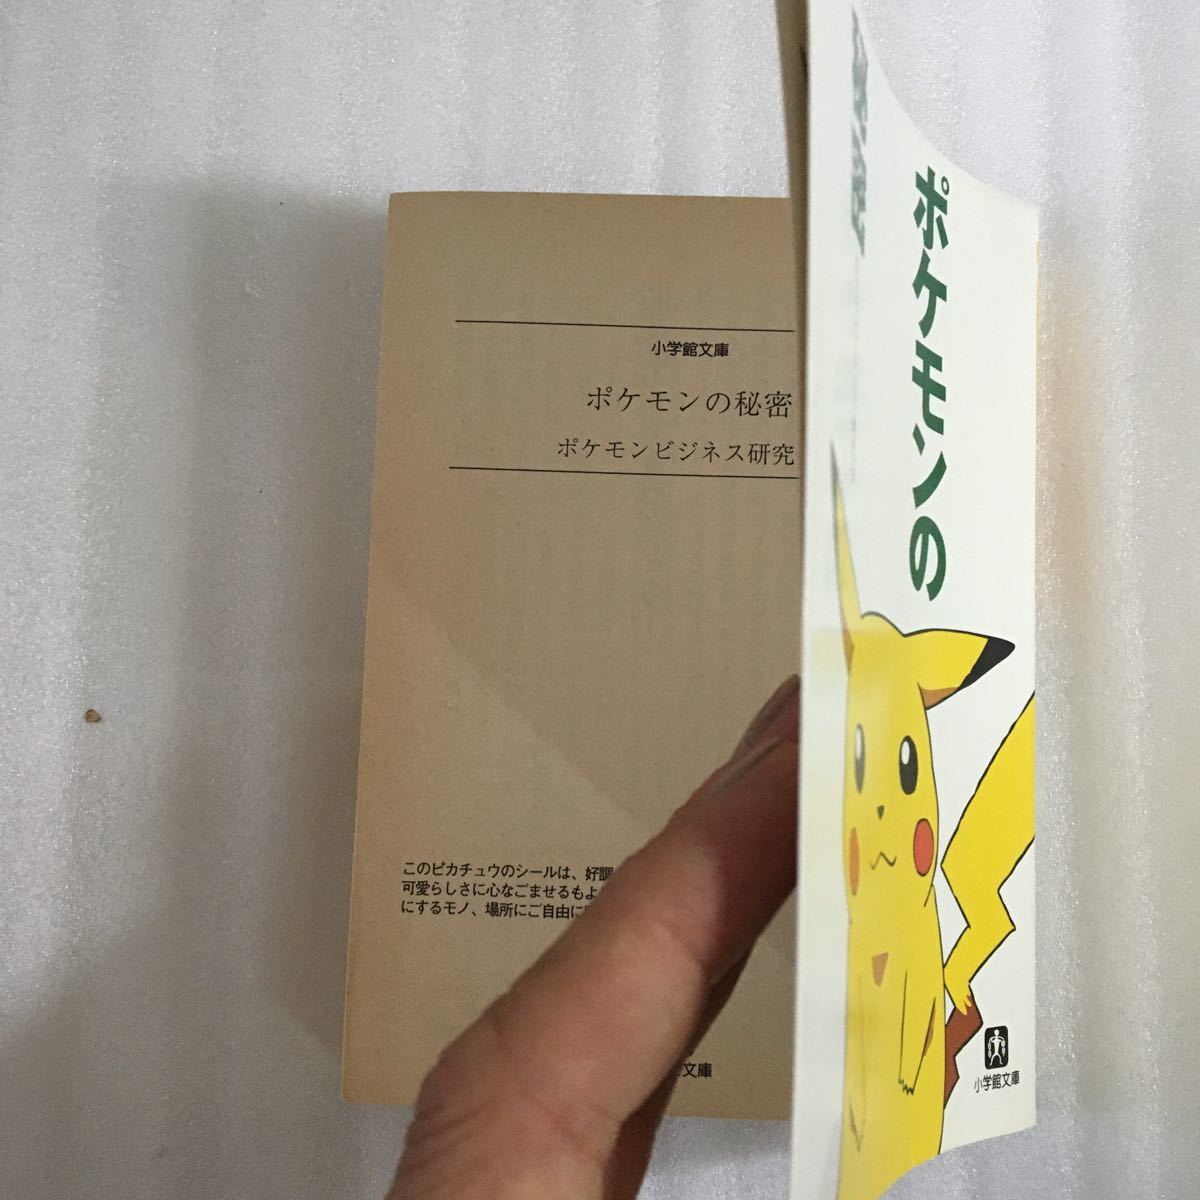 小学館文庫
ポケモンの秘密
ポケモンビジネス研究
このピカチュウのシールは、好調
可愛らしさに心なごませるもよ
にするモノ、場所にご自由に
文庫
ポケモンの
小学館文庫